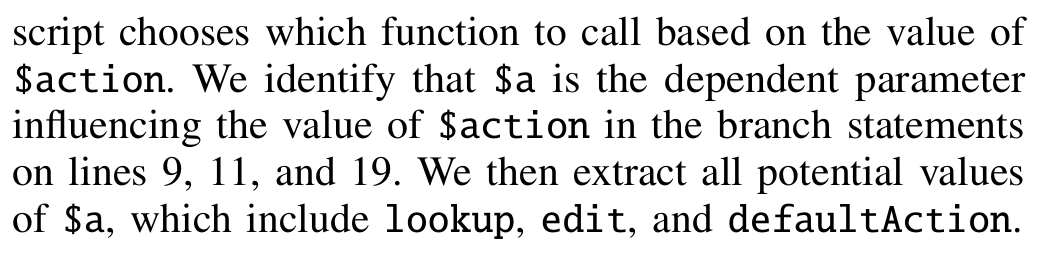 script chooses which function to call based on the value of
$action. We identify that $a is the dependent parameter
influencing the value of $action in the branch statements
on lines 9, 11, and 19. We then extract all potential values
of $a, which include lookup, edit, and defaultAction.